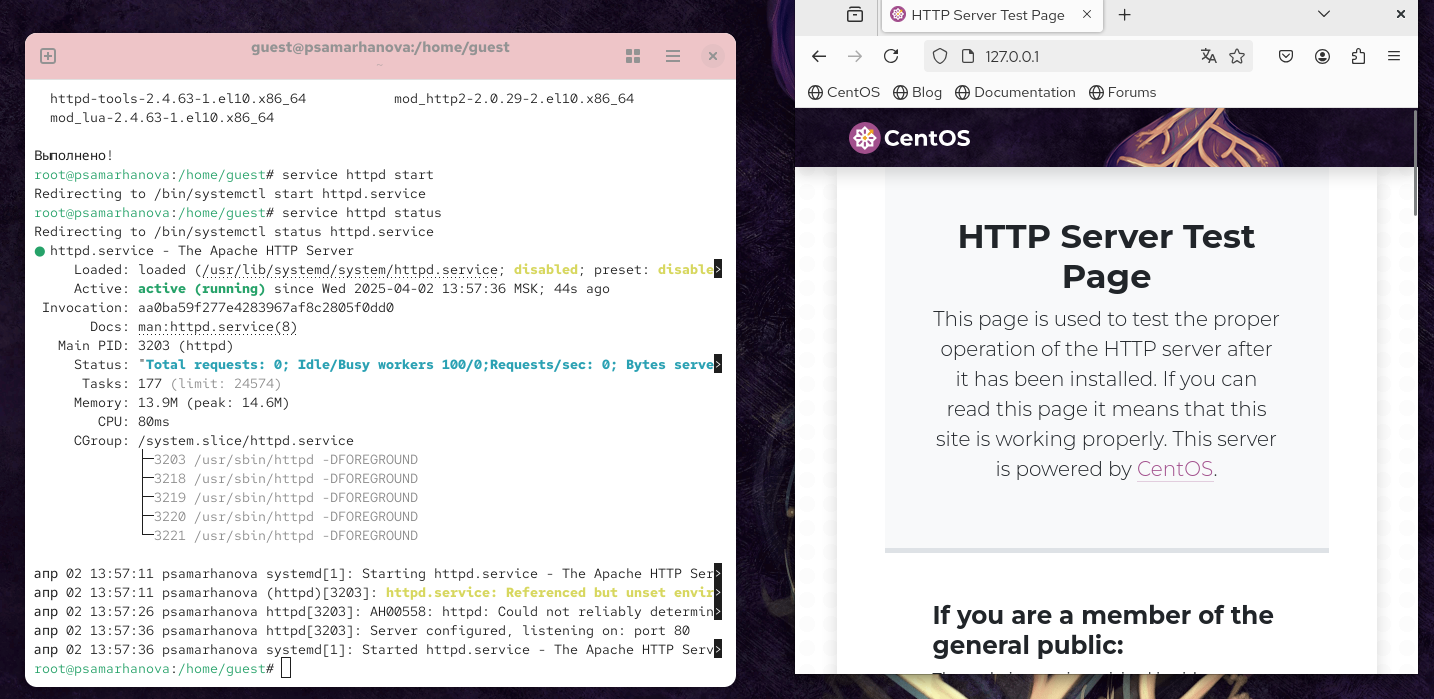 guest@psamarhanova:/home/guest
httpd-tools-2.4.63-1.el10.x86_64 mod_http2-2.0.29-2.el10.x86_64
mod_lua-2.4.63-1.el10.x86_64
Выполнено!
root@psamarhanova:/home/guest# service httpd start
Redirecting to /bin/systemctl start httpd.service
root@psamarhanova:/home/guest# service httpd status
Redirecting to /bin/systemctl status httpd.service
● httpd.service - The Apache HTTP Server
Loaded: loaded (/usr/lib/systemd/system/httpd.service; disabled; preset: disable>
Active: active (running) since Wed 2025-04-02 13:57:36 MSK; 44s ago
Invocation: aa0ba59f277e4283967af8c2805f0dd0
Docs: man:httpd.service(8)
Main PID: 3203 (httpd)
Status: "Total requests: 0; Idle/Busy workers 100/0;Requests/sec: 0; Bytes serve>
Tasks: 177 (limit: 24574)
Memory: 13.9M (peak: 14.6M)
CPU: 80ms
CGroup: /system.slice/httpd.service
├─3203 /usr/sbin/httpd -DFOREGROUND
├─3218 /usr/sbin/httpd -DFOREGROUND
├─3219 /usr/sbin/httpd -DFOREGROUND
├─3220 /usr/sbin/httpd -DFOREGROUND
└─3221 /usr/sbin/httpd -DFOREGROUND
апр 02 13:57:11 psamarhanova systemd[1]: Starting httpd.service - The Apache HTTP Ser>
апр 02 13:57:11 psamarhanova (httpd)[3203]: httpd.service: Referenced but unset envir>
апр 02 13:57:26 psamarhanova httpd[3203]: AH00558: httpd: Could not reliably determin>
апр 02 13:57:36 psamarhanova httpd[3203]: Server configured, listening on: port 80
апр 02 13:57:36 psamarhanova systemd[1]: Started httpd.service - The Apache HTTP Serv>
root@psamarhanova:/home/guest#
HTTP Server Test Page
127.0.0.1
CentOS Blog Documentation Forums
CentOS
HTTP Server Test
Page
This page is used to test the proper
operation of the HTTP server after
it has been installed. If you can
read this page it means that this
site is working properly. This server
is powered by CentOS.
If you are a member of the
general public: